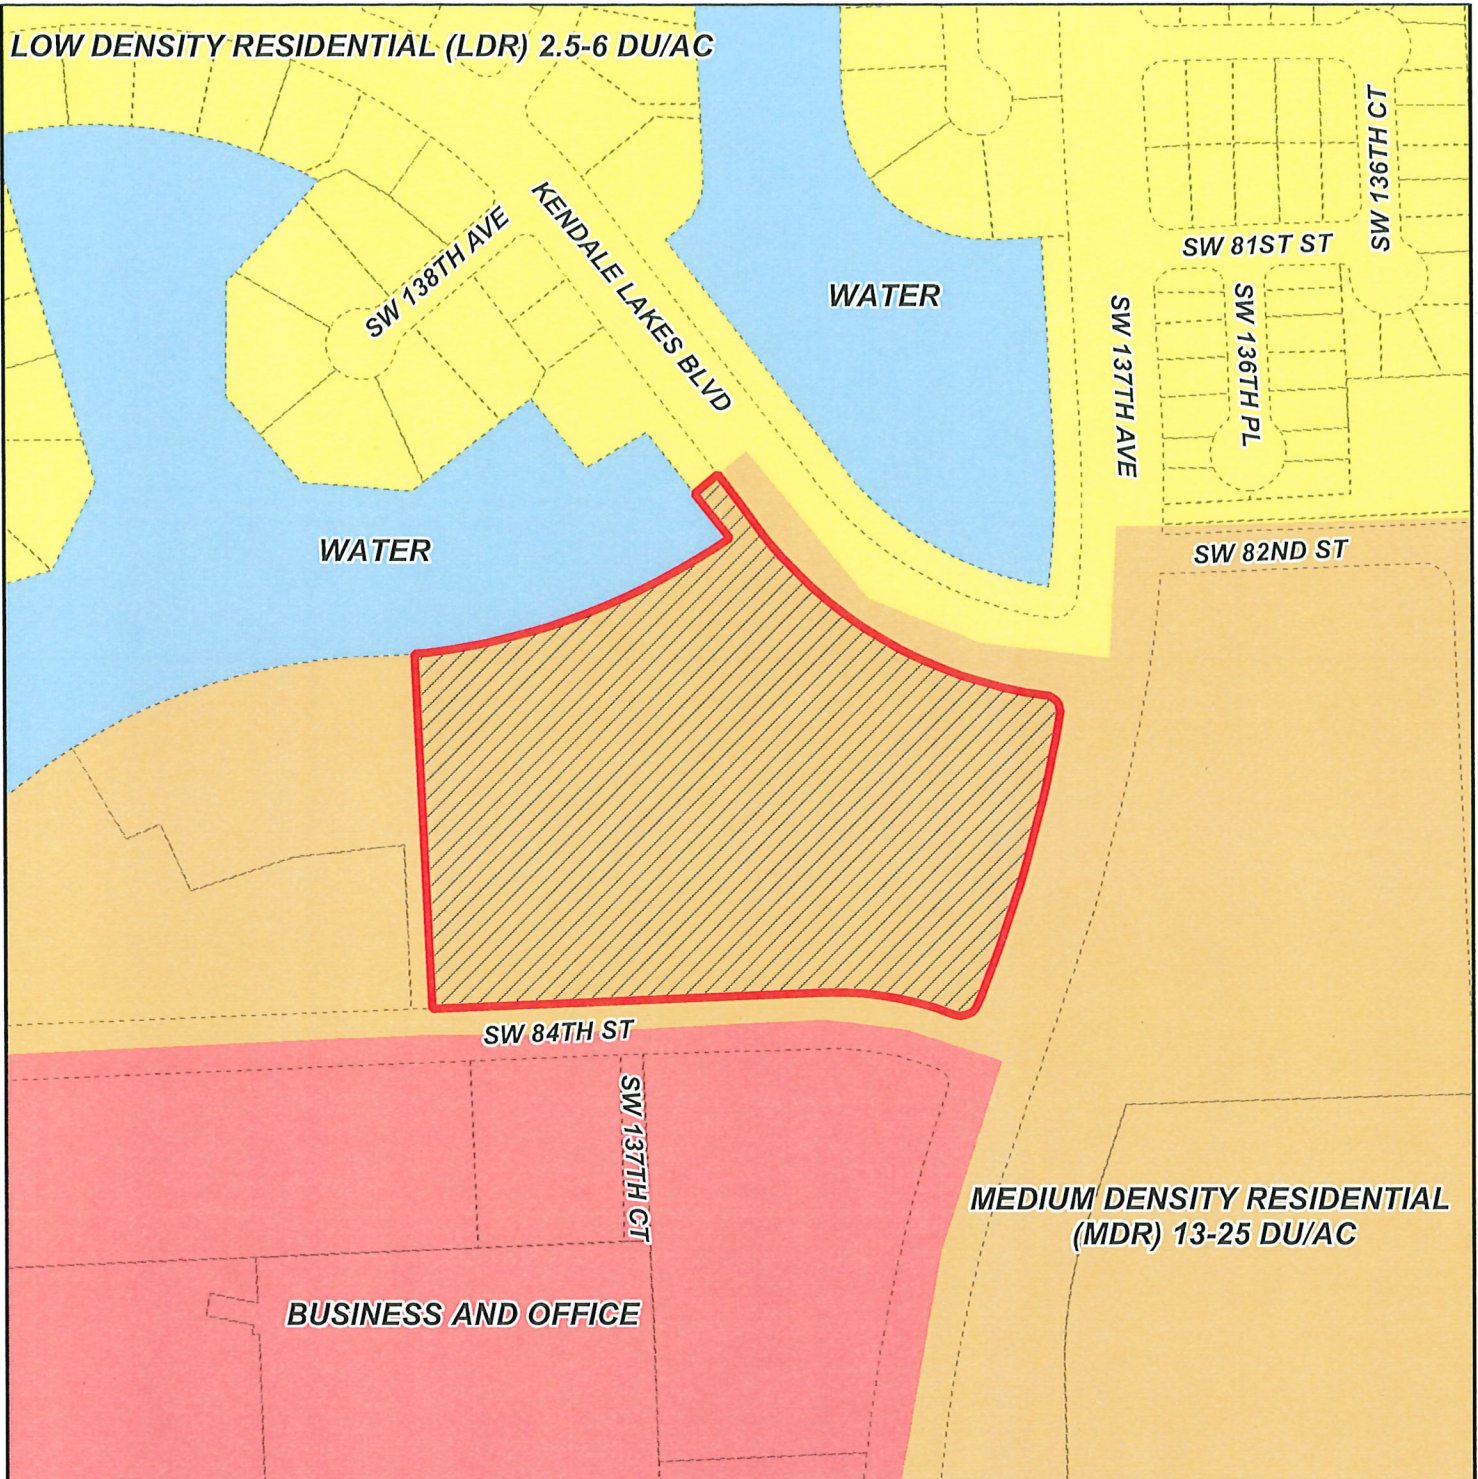 LOW DENSITY RESIDENTIAL (LDR) 2.5-6 DU/AC
SW 136TH CT
KENDALE LAKES BLVD
SW 138TH AVE
SW 81ST ST
WATER
SW 137TH AVE
SW 136TH PL
WATER
SW 82ND ST
SW 84TH ST
SW 137TH CT
MEDIUM DENSITY RESIDENTIAL
(MDR) 13-25 DU/AC
BUSINESS AND OFFICE